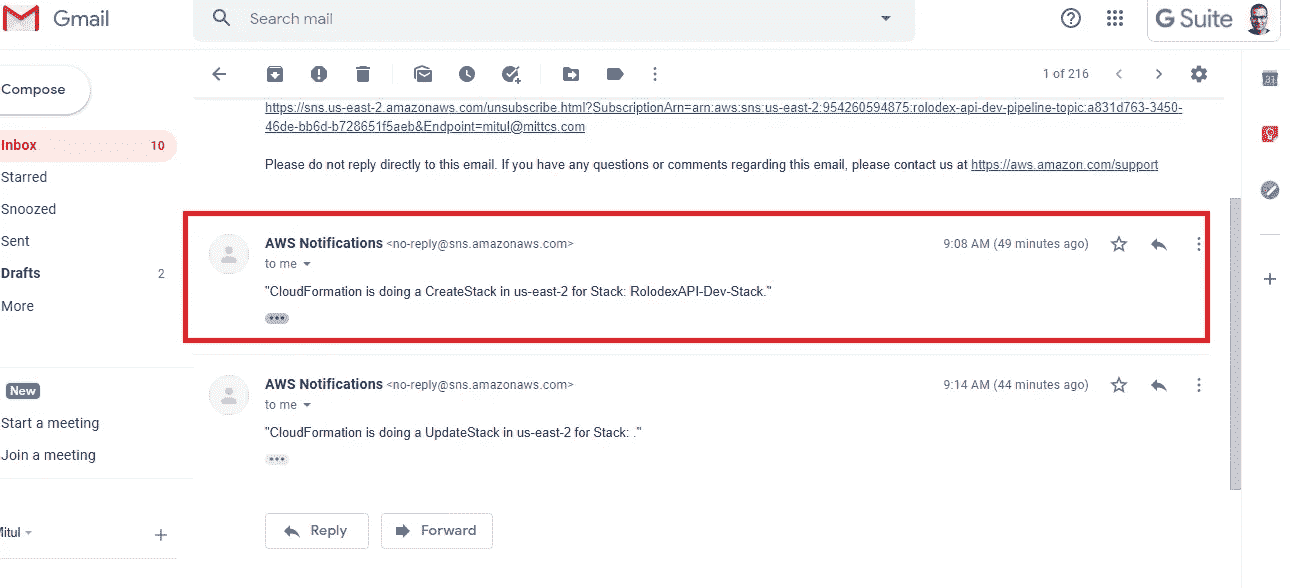 Gmail
Search mail
G Suite
Compose
1 of 216
31
Inbox 10
Starred
Snoozed
Sent
Drafts 2
More
New
Start a meeting
Join a meeting
Mitul
https://sns.us-east-2.amazonaws.com/unsubscribe.html?SubscriptionArn=arn:aws:sns:us-east-2:954260594875:rolodex-api-dev-pipeline-topic:a831d763-3450-
46de-bb6d-b728651f5aeb&Endpoint=mitul@mittcs.com
Please do not reply directly to this email. If you have any questions or comments regarding this email, please contact us at https://aws.amazon.com/support
AWS Notifications <no-reply@sns.amazonaws.com> 9:08 AM (49 minutes ago)
to me
"CloudFormation is doing a CreateStack in us-east-2 for Stack: RolodexAPI-Dev-Stack."
AWS Notifications <no-reply@sns.amazonaws.com> 9:14 AM (44 minutes ago)
to me
"CloudFormation is doing a UpdateStack in us-east-2 for Stack: ."
Reply
Forward